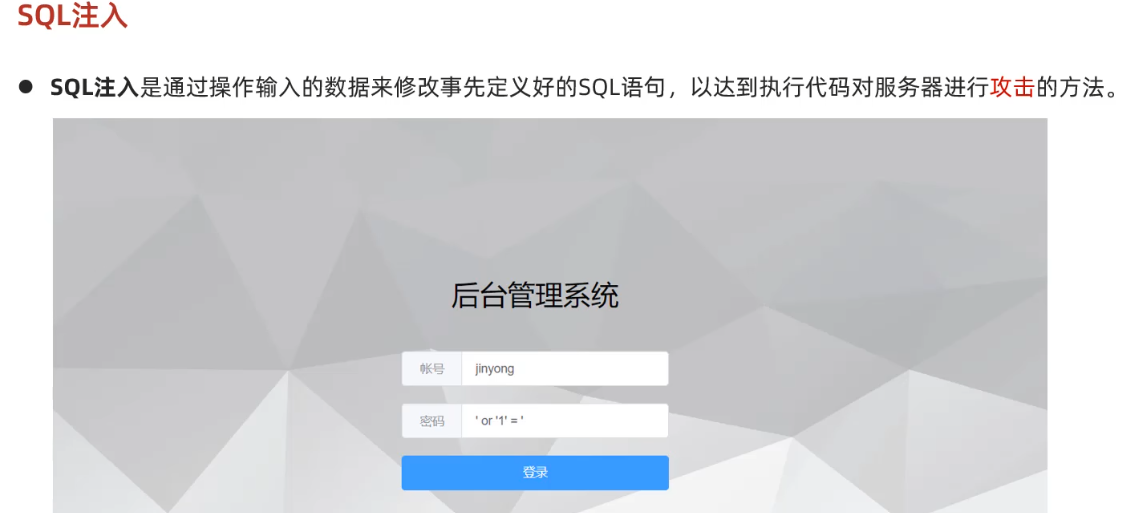 SQL注入
● SQL注入是通过操作输入的数据来修改事先定义好的SQL语句，以达到执行代码对服务器进行攻击的方法。
后台管理系统
帐号 jinyong
密码 ' or '1' = '
登录